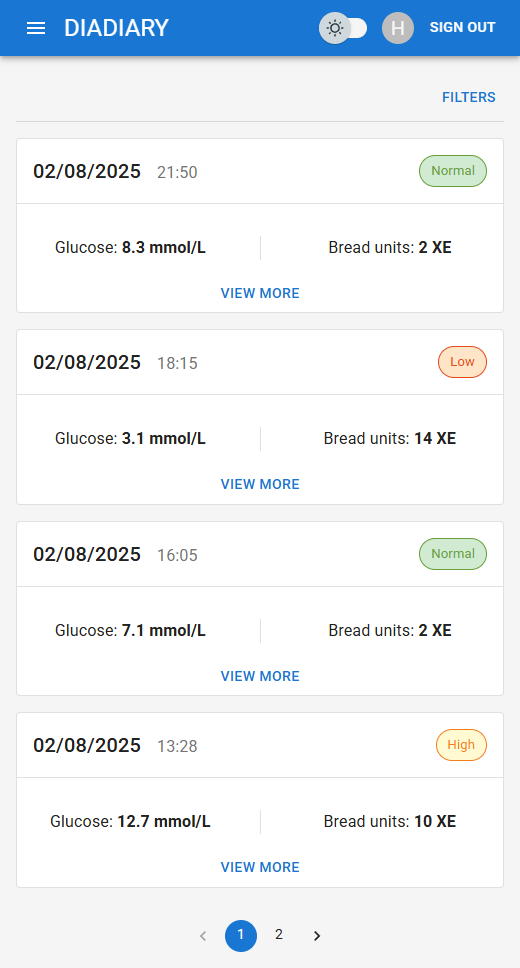 DIADIARY H SIGN OUT
FILTERS
02/08/2025 21:50 Normal
Glucose: 8.3 mmol/L Bread units: 2 XE
VIEW MORE
02/08/2025 18:15 Low
Glucose: 3.1 mmol/L Bread units: 14 XE
VIEW MORE
02/08/2025 16:05 Normal
Glucose: 7.1 mmol/L Bread units: 2 XE
VIEW MORE
02/08/2025 13:28 High
Glucose: 12.7 mmol/L Bread units: 10 XE
VIEW MORE
1 2